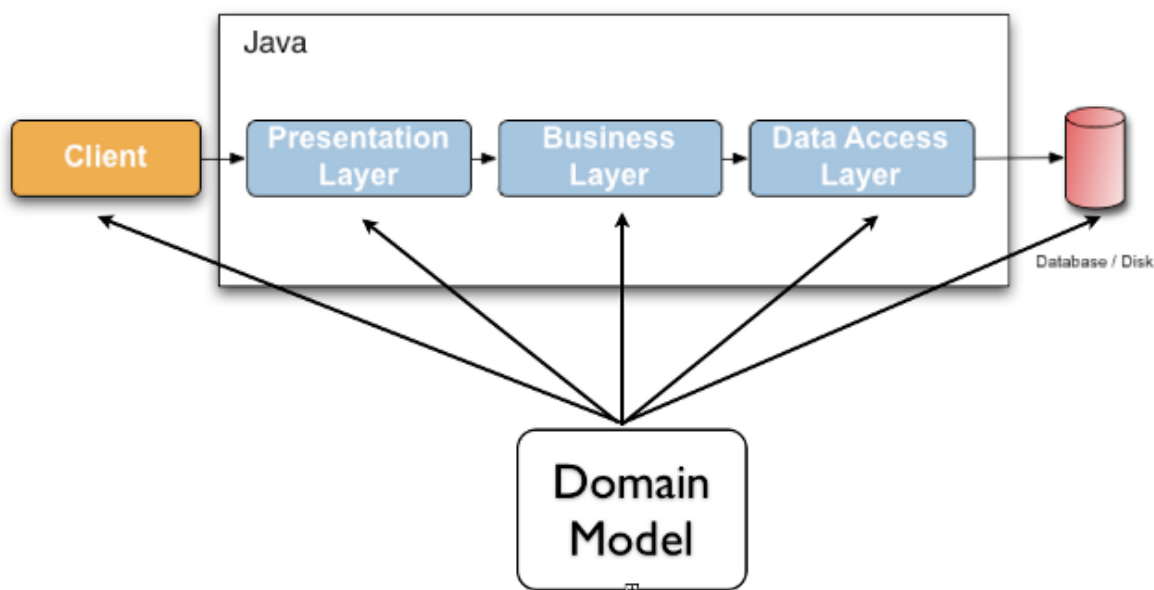 Java
Client
Presentation
Layer
Business
Layer
Data Access
Layer
Database / Disk
Domain
Model